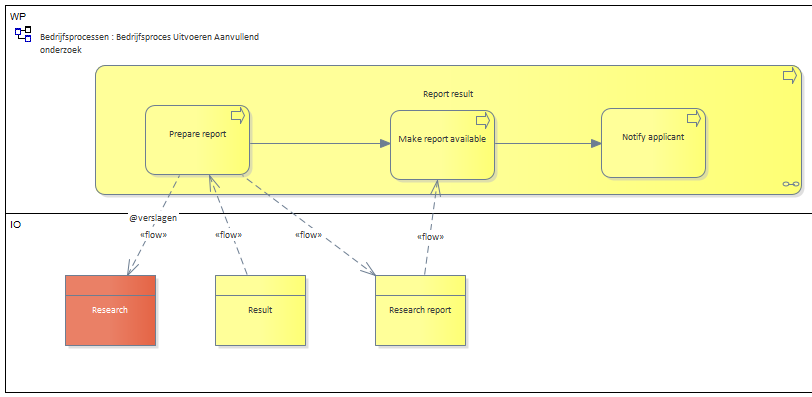 WP
Bedrijfsprocessen : Bedrijfsproces Uitvoeren Aanvullend
onderzoek
Report result
Prepare report
Make report available
Notify applicant
IO
@verslagen
«flow»
«flow»
«flow»
«flow»
Research
Result
Research report